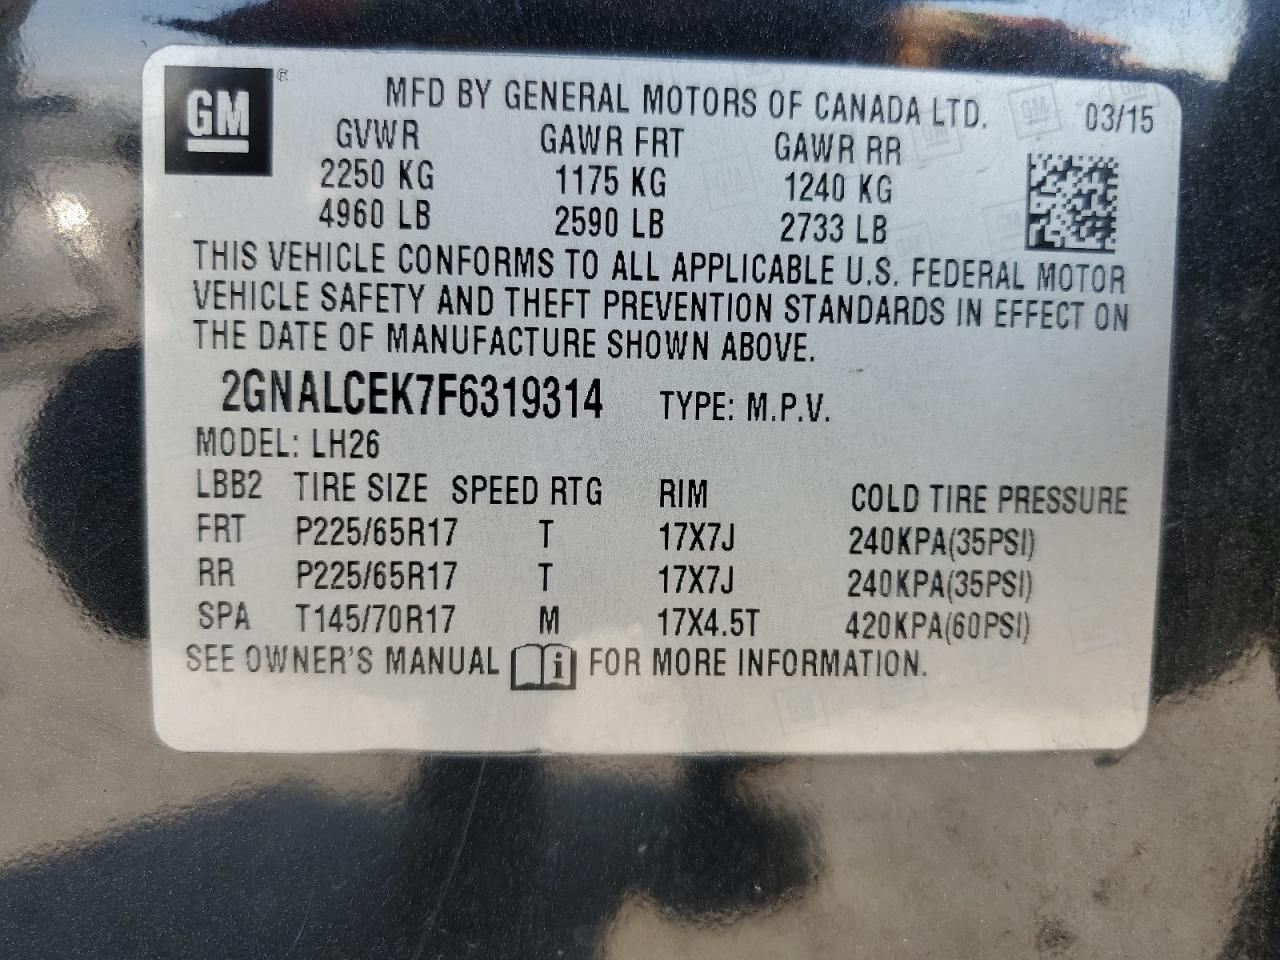 GM ®
MFD BY GENERAL MOTORS OF CANADA LTD. 03/15
GVWR GAWR FRT GAWR RR
2250 KG 1175 KG 1240 KG
4960 LB 2590 LB 2733 LB
THIS VEHICLE CONFORMS TO ALL APPLICABLE U.S. FEDERAL MOTOR
VEHICLE SAFETY AND THEFT PREVENTION STANDARDS IN EFFECT ON
THE DATE OF MANUFACTURE SHOWN ABOVE.
2GNALCEK7F6319314 TYPE: M.P.V.
MODEL: LH26
LBB2 TIRE SIZE SPEED RTG RIM COLD TIRE PRESSURE
FRT P225/65R17 T 17X7J 240KPA(35PSI)
RR P225/65R17 T 17X7J 240KPA(35PSI)
SPA T145/70R17 M 17X4.5T 420KPA(60PSI)
SEE OWNER'S MANUAL i FOR MORE INFORMATION.